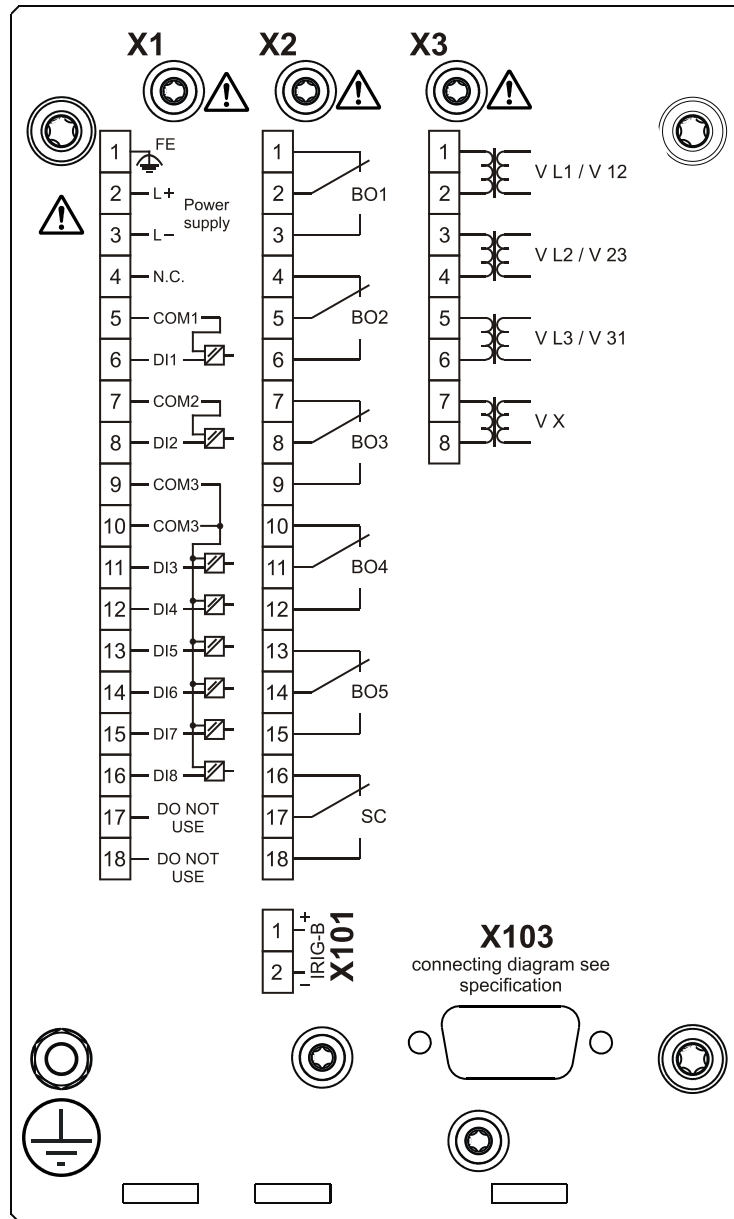 X1 X2 X3
1 FE
2 L+ Power supply
3 L−
4 N.C.
5 COM1
6 DI1
7 COM2
8 DI2
9 COM3
10 COM3
11 DI3
12 DI4
13 DI5
14 DI6
15 DI7
16 DI8
17 DO NOT
USE
18 DO NOT
USE
1
2 BO1
3
4
5 BO2
6
7
8 BO3
9
10
11 BO4
12
13
14 BO5
15
16
17 SC
18
1 V L1 / V 12
2
3 V L2 / V 23
4
5 V L3 / V 31
6
7 V X
8
1 +
2 −
IRIG-B
X101
X103
connecting diagram see
specification